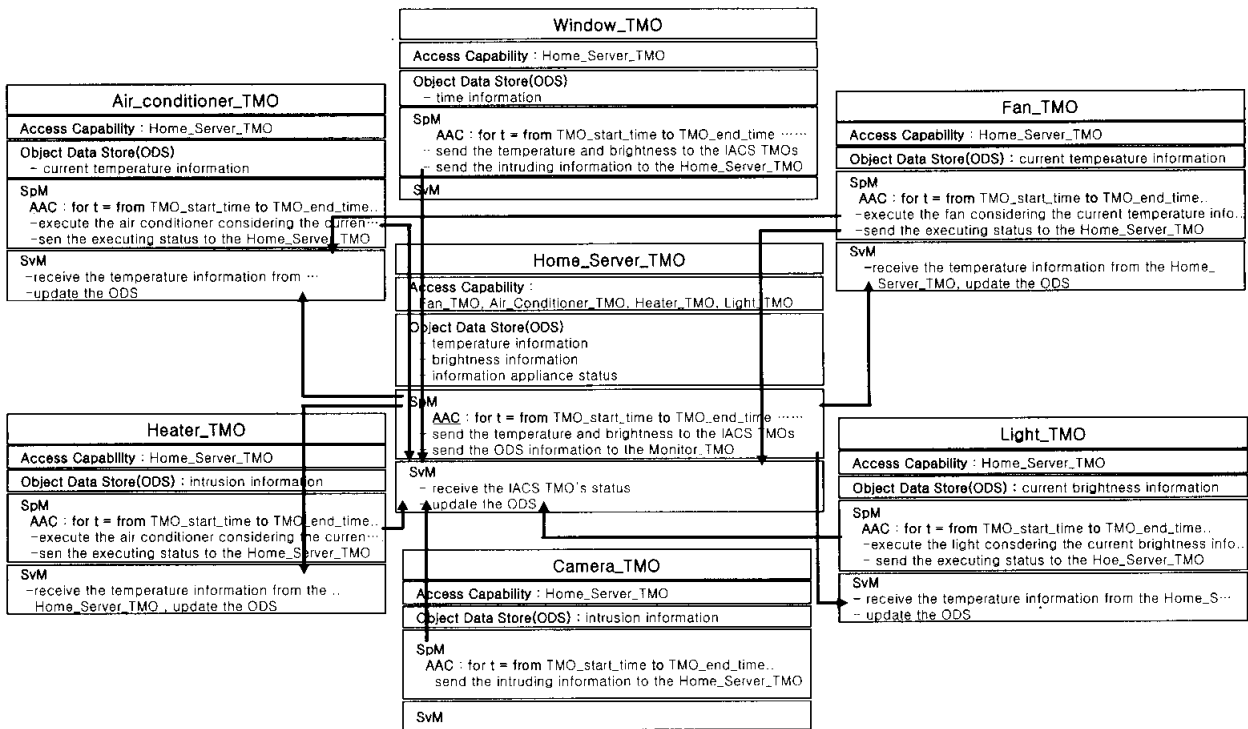 Window_TMO
Access Capability : Home_Server_TMO
Object Data Store(ODS)
- time information
SpM
AAC : for t = from TMO_start_time to TMO_end_time ······
- send the temperature and brightness to the IACS TMOs
- send the intruding information to the Home_Server_TMO
SvM
Air_conditioner_TMO
Access Capability : Home_Server_TMO
Object Data Store(ODS)
- current temperature information
SpM
AAC : for t = from TMO_start_time to TMO_end_time..
-execute the air conditioner considering the curren···
-sen the executing status to the Home_Server_TMO
SvM
-receive the temperature information from ···
-update the ODS
Fan_TMO
Access Capability : Home_Server_TMO
Object Data Store(ODS) : current temperature information
SpM
AAC : for t = from TMO_start_time to TMO_end_time..
-execute the fan considering the current temperature info..
-send the executing status to the Home_Server_TMO
SvM
-receive the temperature information from the Home_
Server_TMO, update the ODS
Home_Server_TMO
Access Capability :
Fan_TMO, Air_Conditioner_TMO, Heater_TMO, Light_TMO
Object Data Store(ODS)
- temperature information
- brightness information
- information appliance status
SpM
AAC : for t = from TMO_start_time to TMO_end_time ······
- send the temperature and brightness to the IACS TMOs
- send the ODS information to the Monitor_TMO
SvM
- receive the IACS TMO's status
- update the ODS
Heater_TMO
Access Capability : Home_Server_TMO
Object Data Store(ODS) : intrusion information
SpM
AAC : for t = from TMO_start_time to TMO_end_time..
-execute the air conditioner considering the curren···
-sen the executing status to the Home_Server_TMO
SvM
-receive the temperature information from the ..
Home_Server_TMO , update the ODS
Light_TMO
Access Capability : Home_Server_TMO
Object Data Store(ODS) : current brightness information
SpM
AAC : for t = from TMO_start_time to TMO_end_time..
-execute the light consdering the current brightness info..
- send the executing status to the Hoe_Server_TMO
SvM
- receive the temperature information from the Home_S···
- update the ODS
Camera_TMO
Access Capability : Home_Server_TMO
Object Data Store(ODS) : intrusion information
SpM
AAC : for t = from TMO_start_time to TMO_end_time..
send the intruding information to the Home_Server_TMO
SvM